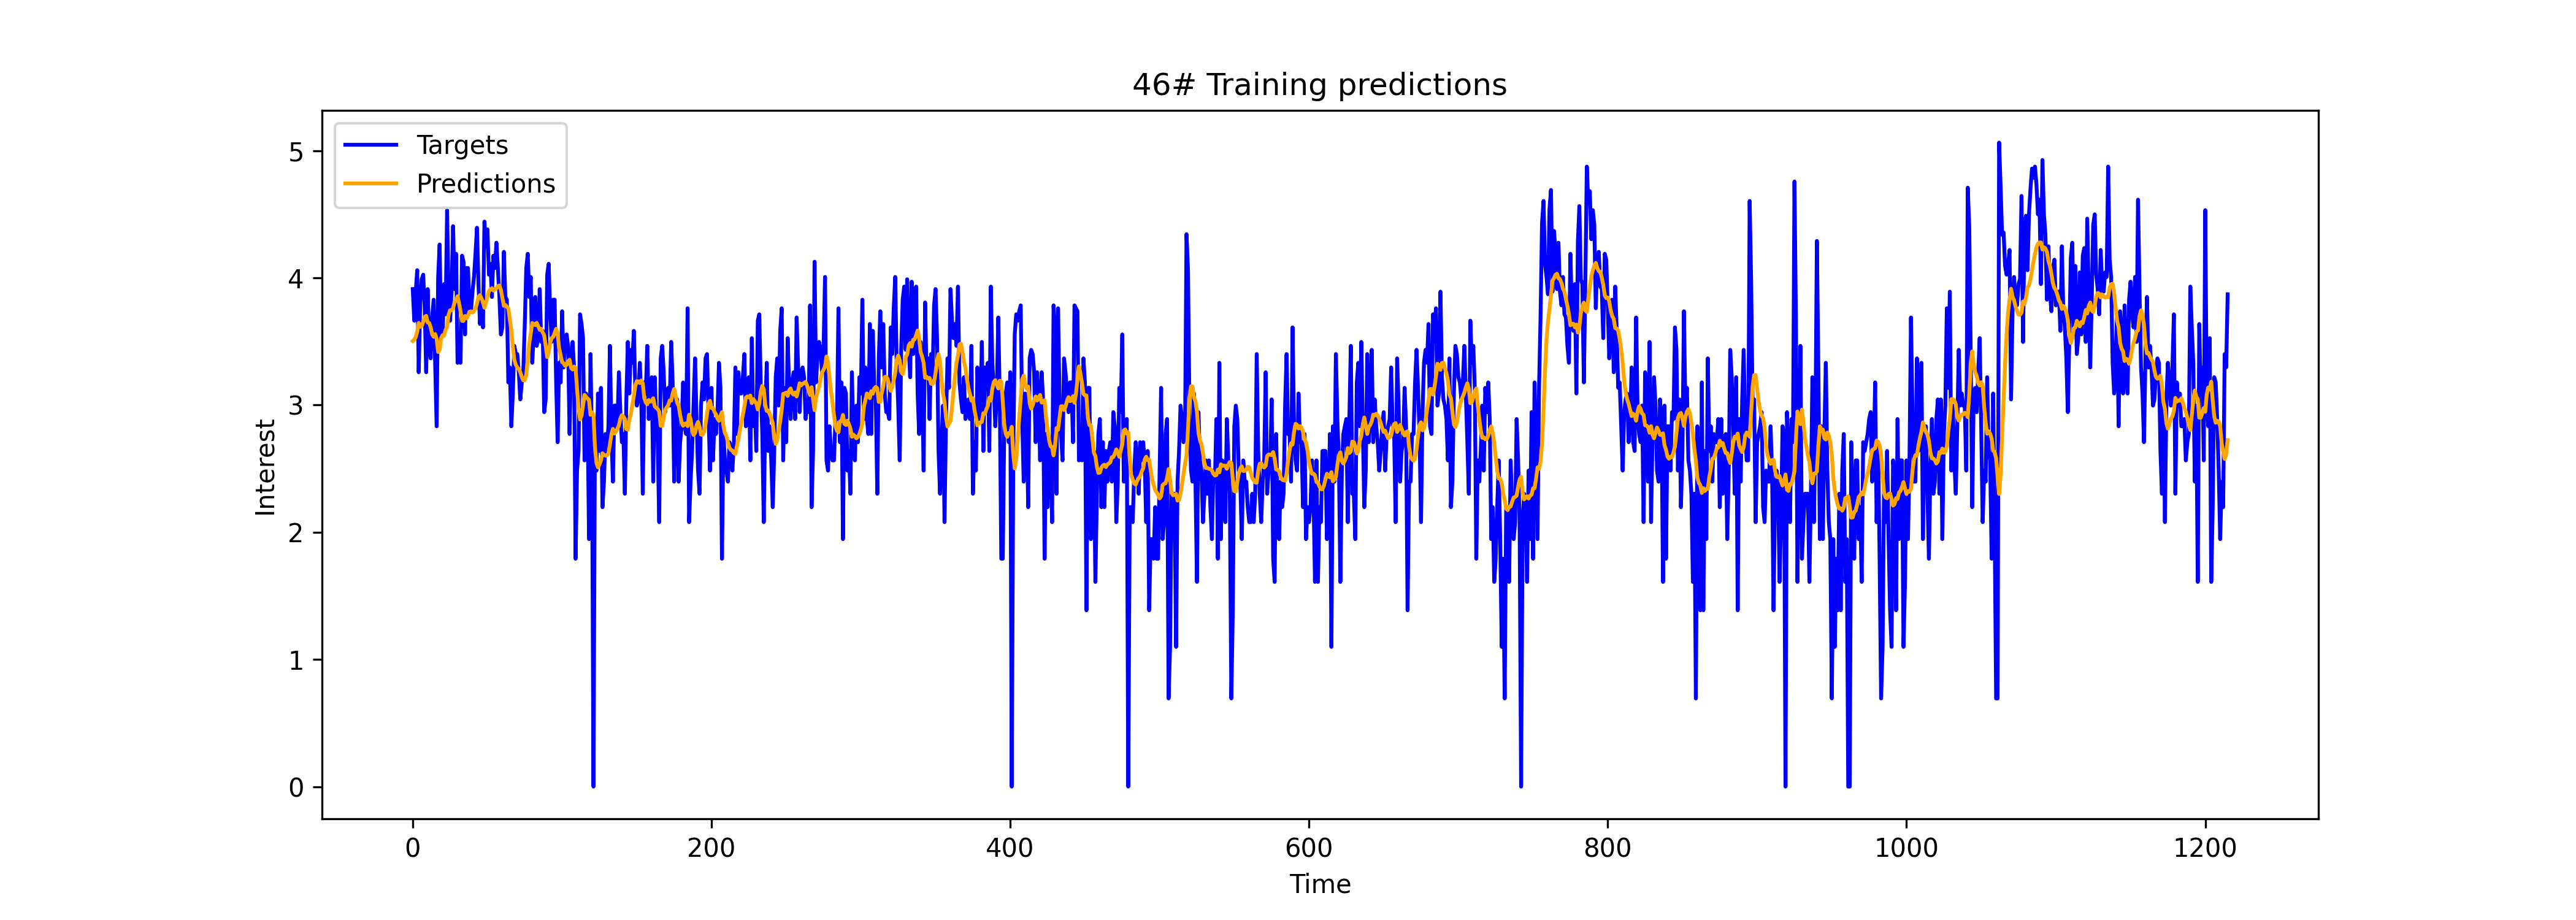 46# Training predictions
Targets
Predictions
5
4
3
2
1
0
Interest
0 200 400 600 800 1000 1200
Time